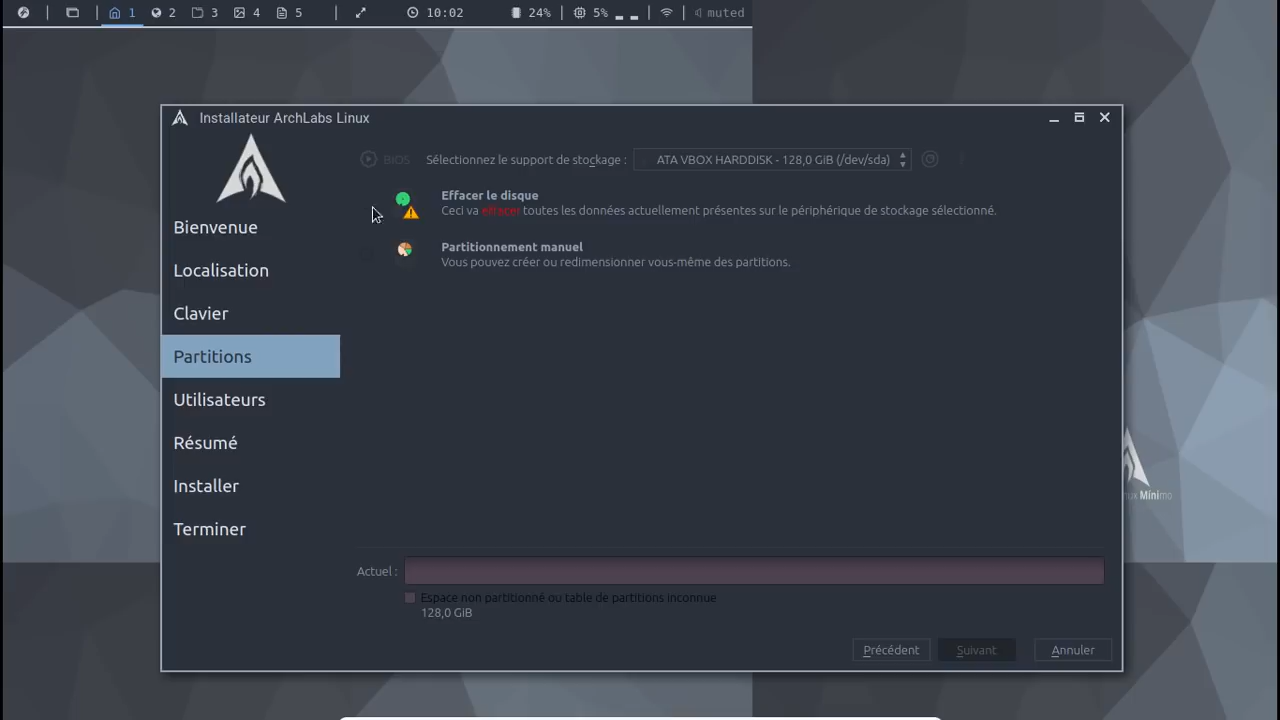 1 2 3 4 5 10:02 24% 5% muted
Installateur ArchLabs Linux
BIOS Sélectionnez le support de stockage : ATA VBOX HARDDISK - 128,0 GiB (/dev/sda)
Effacer le disque
Ceci va effacer toutes les données actuellement présentes sur le périphérique de stockage sélectionné.
Partitionnement manuel
Vous pouvez créer ou redimensionner vous-même des partitions.
Bienvenue
Localisation
Clavier
Partitions
Utilisateurs
Résumé
Installer
Terminer
Actuel :
Espace non partitionné ou table de partitions inconnue
128,0 GiB
Précédent Suivant Annuler
Mínimo